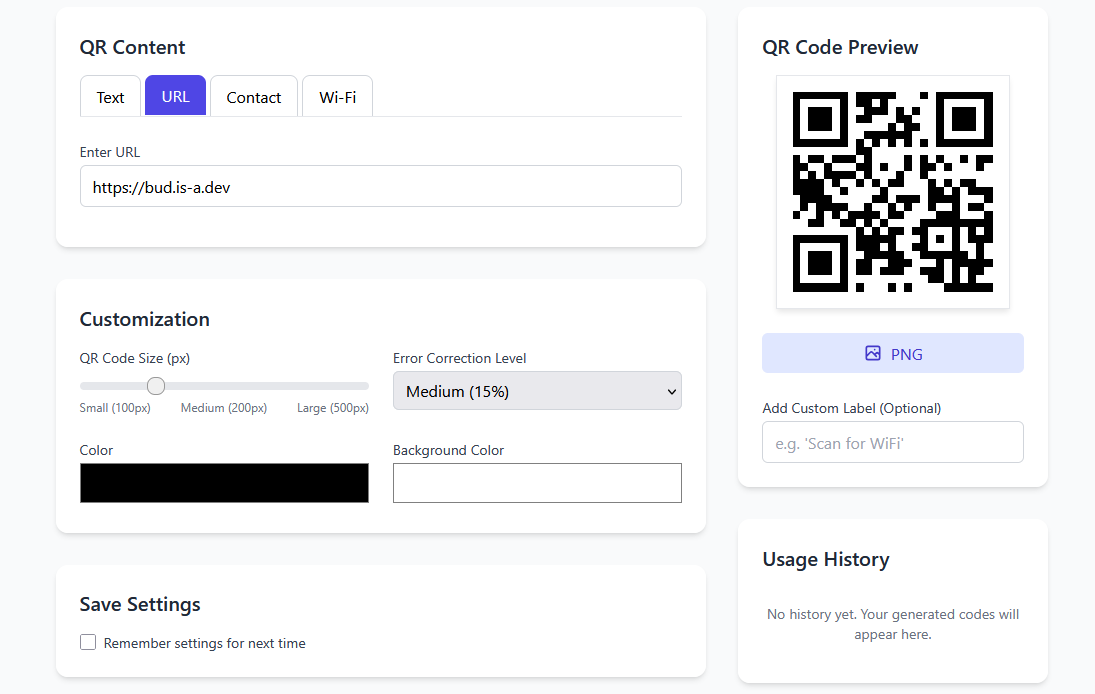 QR Content
Text
URL
Contact
Wi-Fi
Enter URL
https://bud.is-a.dev
Customization
QR Code Size (px)
Small (100px)
Medium (200px)
Large (500px)
Error Correction Level
Medium (15%)
Color
Background Color
Save Settings
Remember settings for next time
QR Code Preview
PNG
Add Custom Label (Optional)
e.g. 'Scan for WiFi'
Usage History
No history yet. Your generated codes will
appear here.